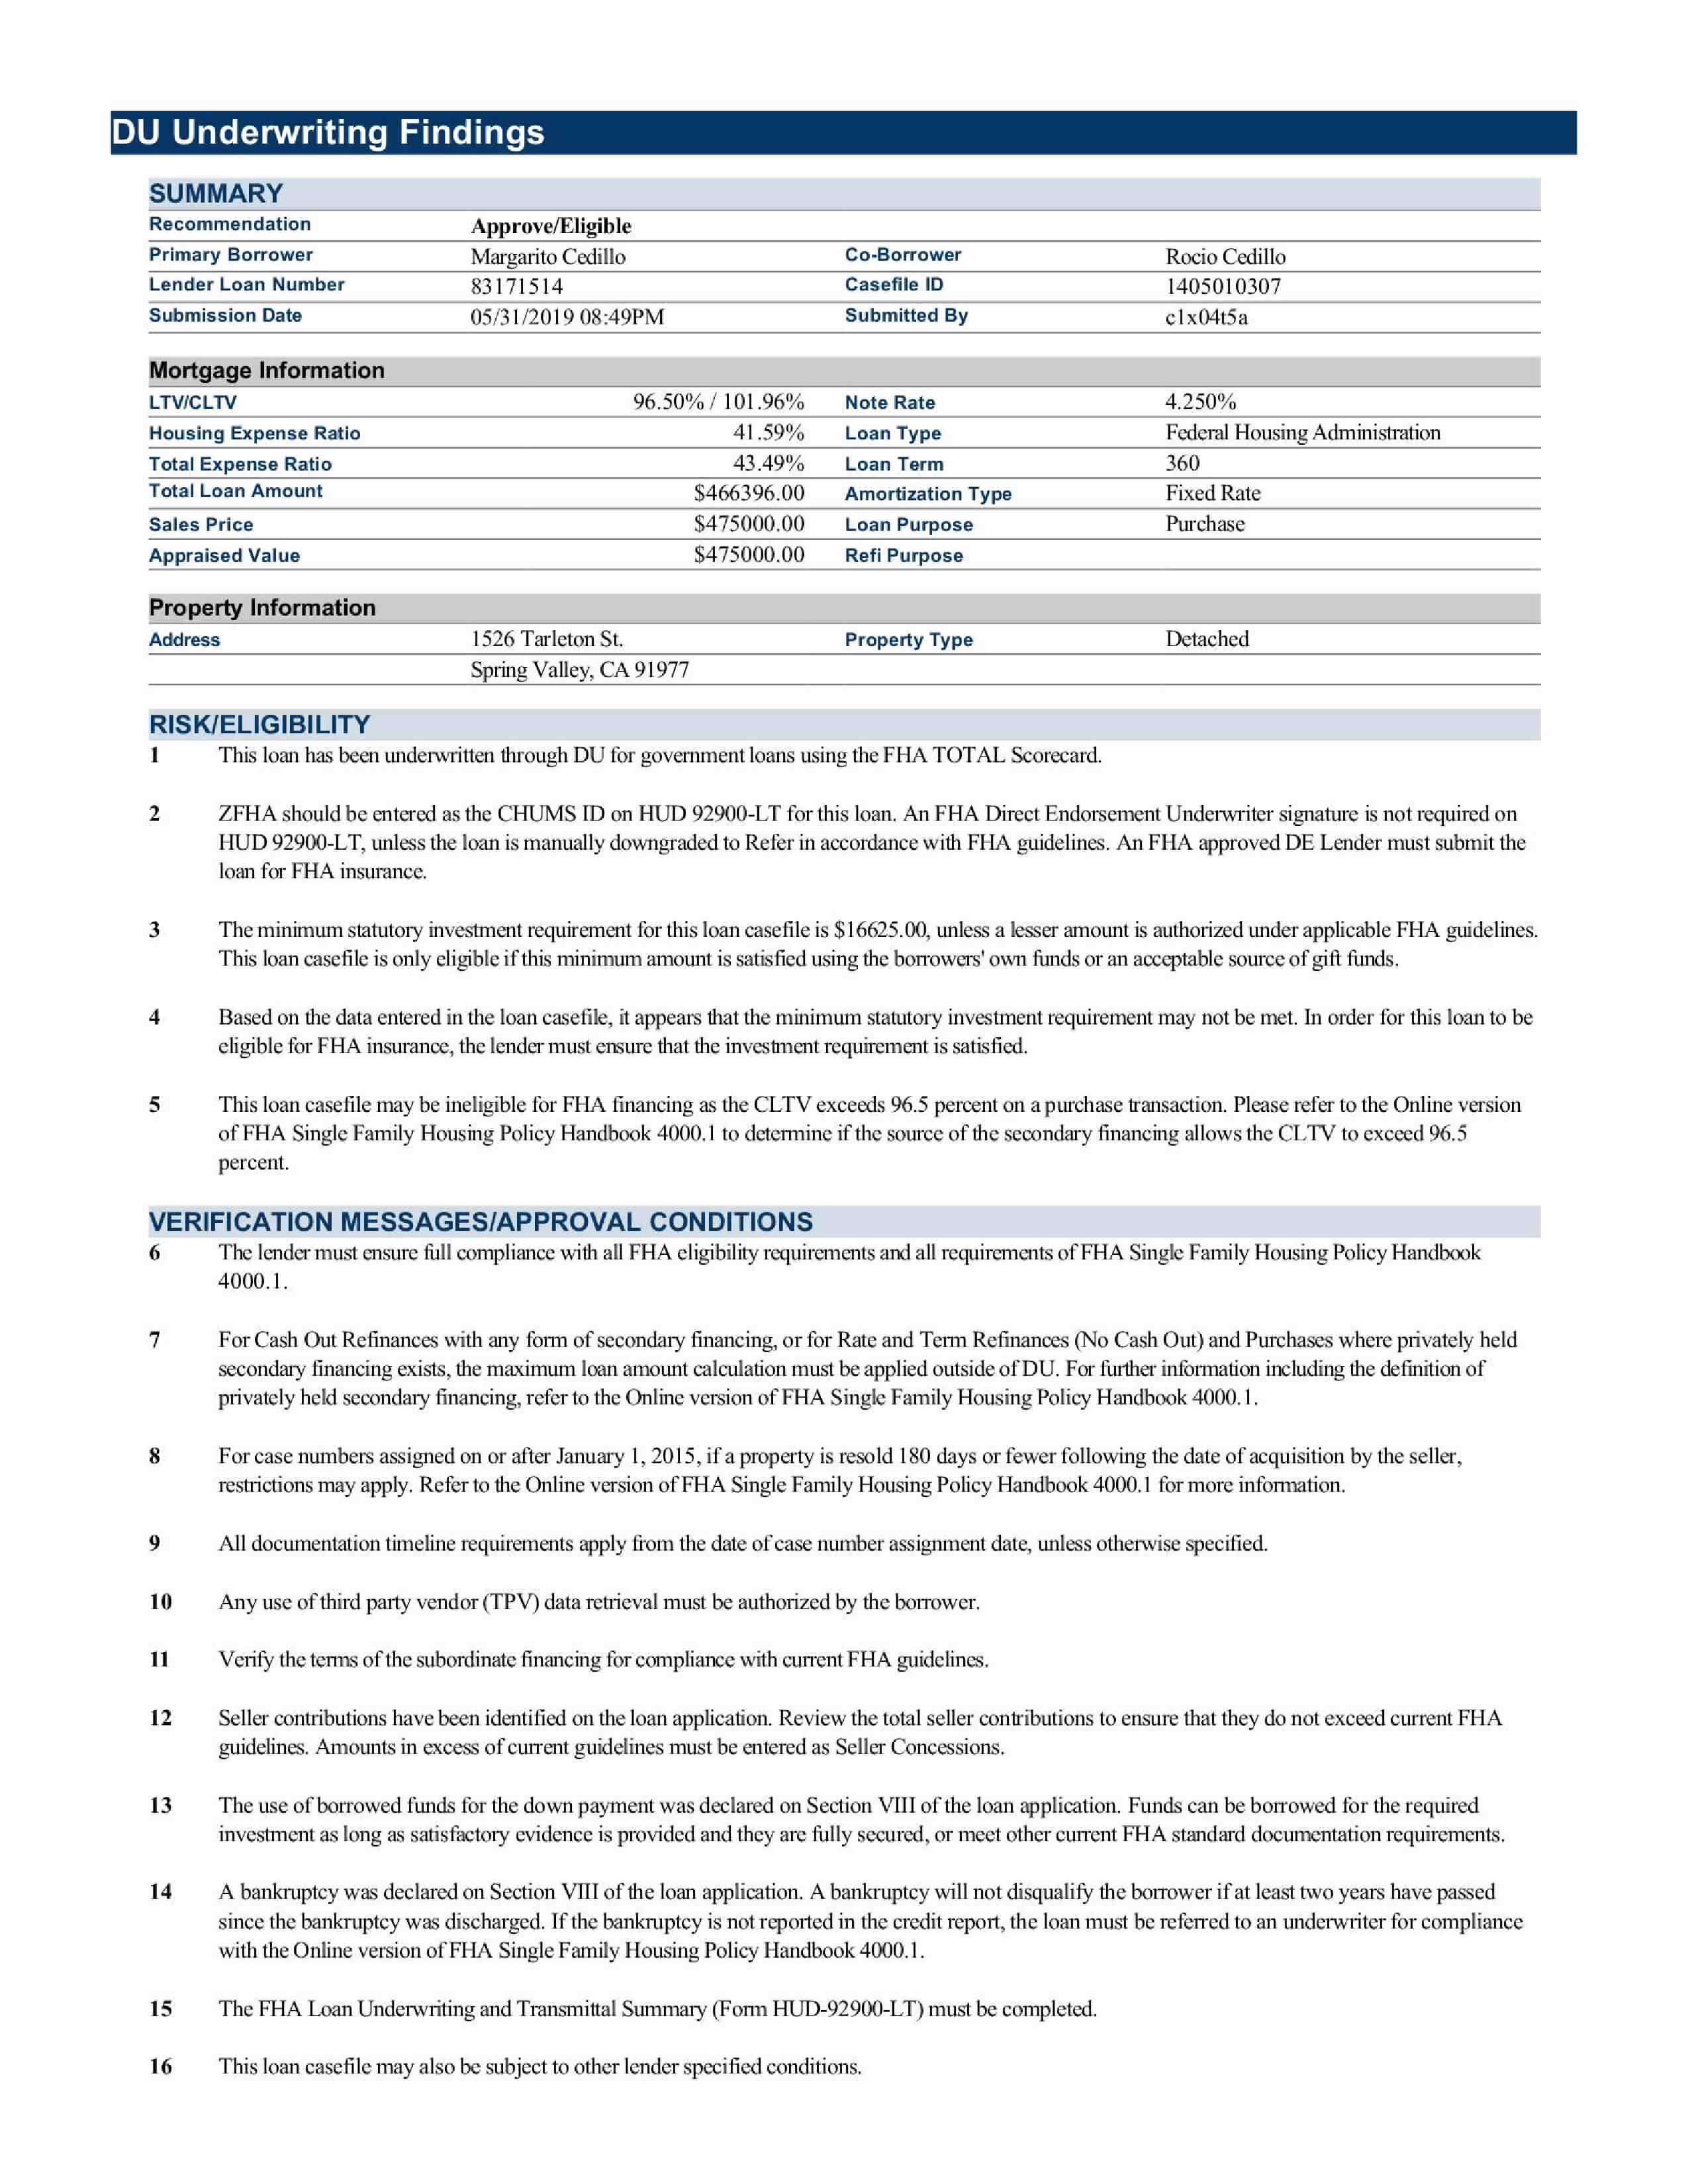 DU Underwriting Findings
SUMMARY
Recommendation Approve/Eligible
Primary Borrower Margarito Cedillo Co-Borrower Rocio Cedillo
Lender Loan Number 83171514 Casefile ID 1405010307
Submission Date 05/31/2019 08:49PM Submitted By c1x04t5a
Mortgage Information
LTV/CLTV 96.50% / 101.96% Note Rate 4.250%
Housing Expense Ratio 41.59% Loan Type Federal Housing Administration
Total Expense Ratio 43.49% Loan Term 360
Total Loan Amount $466396.00 Amortization Type Fixed Rate
Sales Price $475000.00 Loan Purpose Purchase
Appraised Value $475000.00 Refi Purpose
Property Information
Address 1526 Tarleton St. Property Type Detached
Spring Valley, CA 91977
RISK/ELIGIBILITY
1 This loan has been underwritten through DU for government loans using the FHA TOTAL Scorecard.
2 ZFHA should be entered as the CHUMS ID on HUD 92900-LT for this loan. An FHA Direct Endorsement Underwriter signature is not required on
HUD 92900-LT, unless the loan is manually downgraded to Refer in accordance with FHA guidelines. An FHA approved DE Lender must submit the
loan for FHA insurance.
3 The minimum statutory investment requirement for this loan casefile is $16625.00, unless a lesser amount is authorized under applicable FHA guidelines.
This loan casefile is only eligible if this minimum amount is satisfied using the borrowers' own funds or an acceptable source of gift funds.
4 Based on the data entered in the loan casefile, it appears that the minimum statutory investment requirement may not be met. In order for this loan to be
eligible for FHA insurance, the lender must ensure that the investment requirement is satisfied.
5 This loan casefile may be ineligible for FHA financing as the CLTV exceeds 96.5 percent on a purchase transaction. Please refer to the Online version
of FHA Single Family Housing Policy Handbook 4000.1 to determine if the source of the secondary financing allows the CLTV to exceed 96.5
percent.
VERIFICATION MESSAGES/APPROVAL CONDITIONS
6 The lender must ensure full compliance with all FHA eligibility requirements and all requirements of FHA Single Family Housing Policy Handbook
4000.1.
7 For Cash Out Refinances with any form of secondary financing, or for Rate and Term Refinances (No Cash Out) and Purchases where privately held
secondary financing exists, the maximum loan amount calculation must be applied outside of DU. For further information including the definition of
privately held secondary financing, refer to the Online version of FHA Single Family Housing Policy Handbook 4000.1.
8 For case numbers assigned on or after January 1, 2015, if a property is resold 180 days or fewer following the date of acquisition by the seller,
restrictions may apply. Refer to the Online version of FHA Single Family Housing Policy Handbook 4000.1 for more information.
9 All documentation timeline requirements apply from the date of case number assignment date, unless otherwise specified.
10 Any use of third party vendor (TPV) data retrieval must be authorized by the borrower.
11 Verify the terms of the subordinate financing for compliance with current FHA guidelines.
12 Seller contributions have been identified on the loan application. Review the total seller contributions to ensure that they do not exceed current FHA
guidelines. Amounts in excess of current guidelines must be entered as Seller Concessions.
13 The use of borrowed funds for the down payment was declared on Section VIII of the loan application. Funds can be borrowed for the required
investment as long as satisfactory evidence is provided and they are fully secured, or meet other current FHA standard documentation requirements.
14 A bankruptcy was declared on Section VIII of the loan application. A bankruptcy will not disqualify the borrower if at least two years have passed
since the bankruptcy was discharged. If the bankruptcy is not reported in the credit report, the loan must be referred to an underwriter for compliance
with the Online version of FHA Single Family Housing Policy Handbook 4000.1.
15 The FHA Loan Underwriting and Transmittal Summary (Form HUD-92900-LT) must be completed.
16 This loan casefile may also be subject to other lender specified conditions.